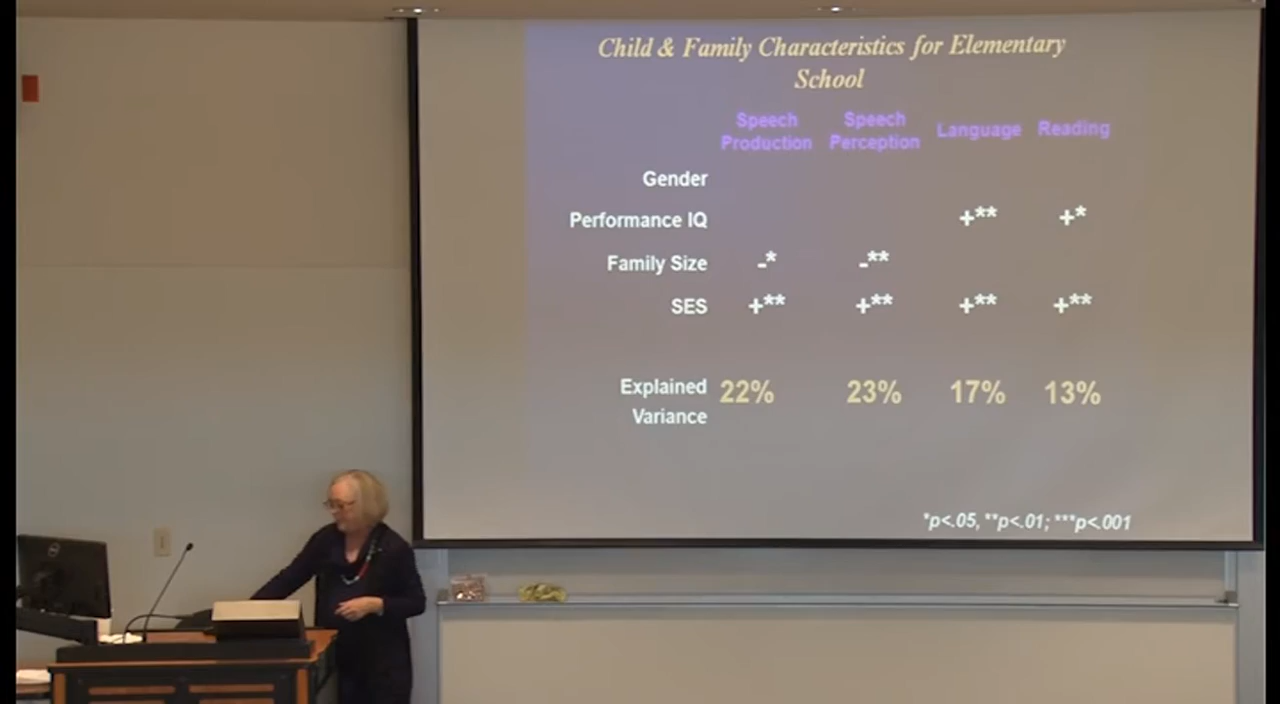 Child & Family Characteristics for Elementary
School
Speech Production Speech Perception Language Reading
Gender
Performance IQ +** +*
Family Size -* -**
SES +** +** +** +**
Explained Variance 22% 23% 17% 13%
*p<.05, **p<.01; ***p<.001
DELL